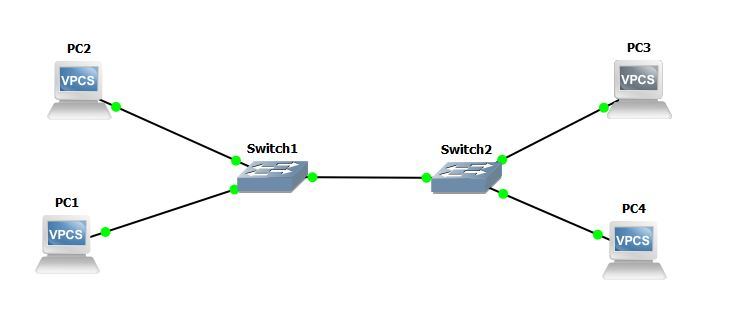 PC2
VPCS
PC3
VPCS
Switch1
Switch2
PC1
VPCS
PC4
VPCS